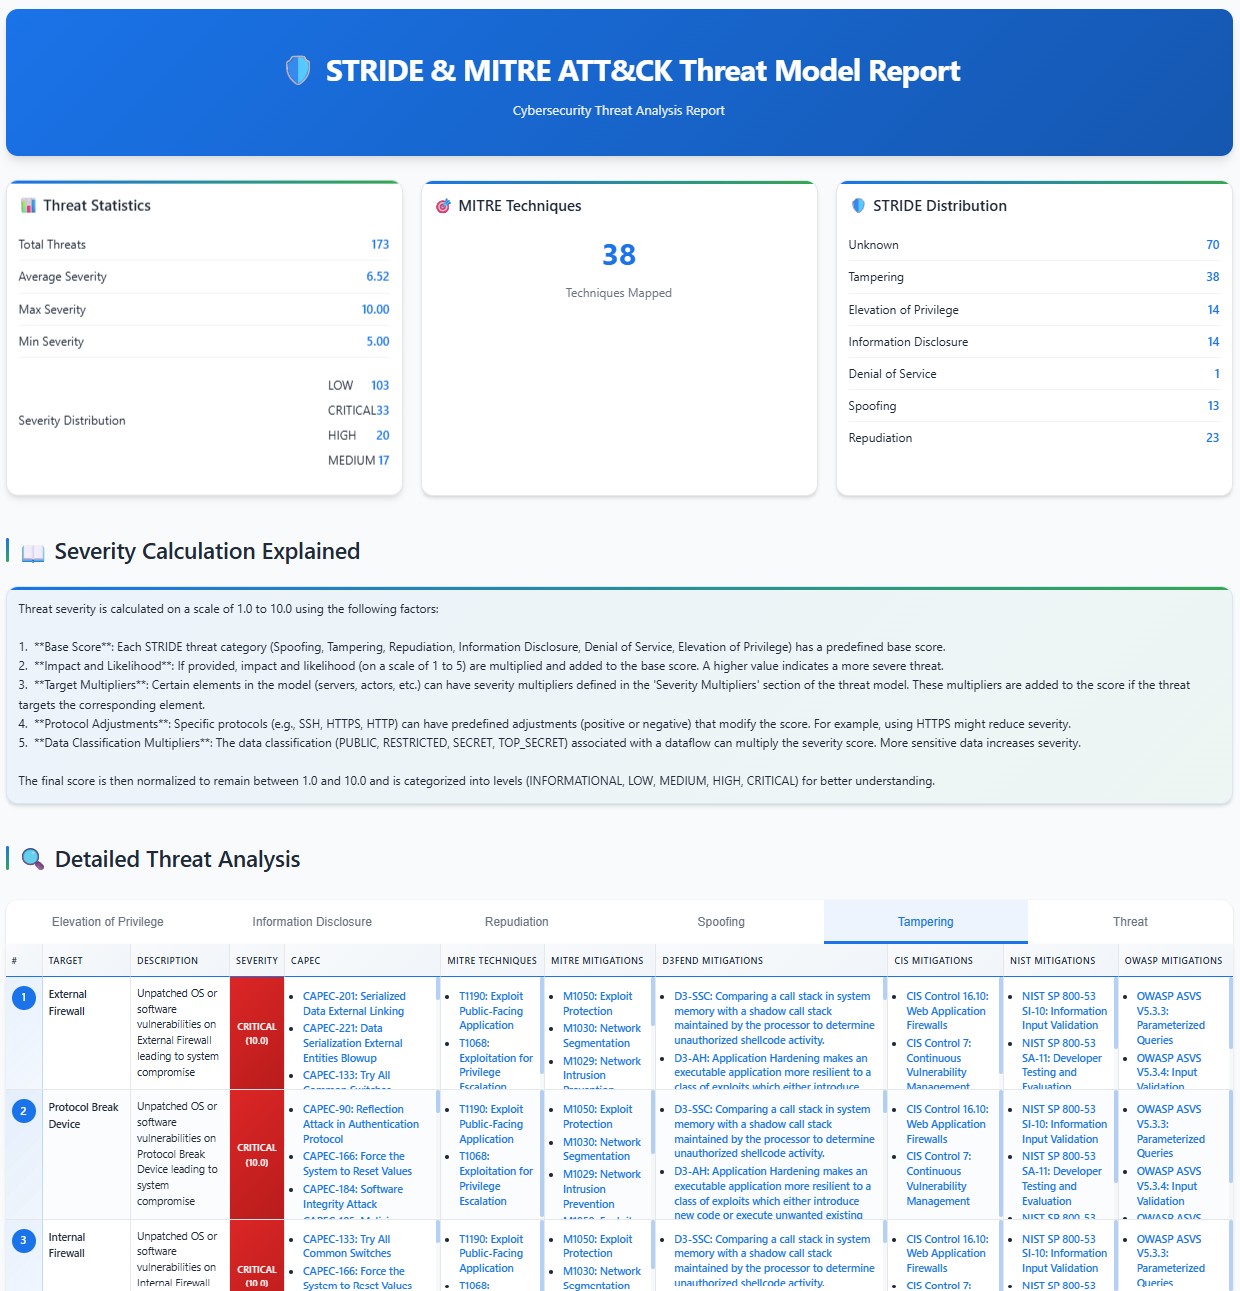 STRIDE & MITRE ATT&CK Threat Model Report
Cybersecurity Threat Analysis Report
Threat Statistics
Total Threats 173
Average Severity 6.52
Max Severity 10.00
Min Severity 5.00
Severity Distribution
LOW 103
CRITICAL33
HIGH 20
MEDIUM 17
MITRE Techniques
38
Techniques Mapped
STRIDE Distribution
Unknown 70
Tampering 38
Elevation of Privilege 14
Information Disclosure 14
Denial of Service 1
Spoofing 13
Repudiation 23
Severity Calculation Explained
Threat severity is calculated on a scale of 1.0 to 10.0 using the following factors:
1. **Base Score**: Each STRIDE threat category (Spoofing, Tampering, Repudiation, Information Disclosure, Denial of Service, Elevation of Privilege) has a predefined base score.
2. **Impact and Likelihood**: If provided, impact and likelihood (on a scale of 1 to 5) are multiplied and added to the base score. A higher value indicates a more severe threat.
3. **Target Multipliers**: Certain elements in the model (servers, actors, etc.) can have severity multipliers defined in the 'Severity Multipliers' section of the threat model. These multipliers are added to the score if the threat
targets the corresponding element.
4. **Protocol Adjustments**: Specific protocols (e.g., SSH, HTTPS, HTTP) can have predefined adjustments (positive or negative) that modify the score. For example, using HTTPS might reduce severity.
5. **Data Classification Multipliers**: The data classification (PUBLIC, RESTRICTED, SECRET, TOP_SECRET) associated with a dataflow can multiply the severity score. More sensitive data increases severity.
The final score is then normalized to remain between 1.0 and 10.0 and is categorized into levels (INFORMATIONAL, LOW, MEDIUM, HIGH, CRITICAL) for better understanding.
Detailed Threat Analysis
Elevation of Privilege Information Disclosure Repudiation Spoofing Tampering Threat
# TARGET DESCRIPTION SEVERITY CAPEC MITRE TECHNIQUES MITRE MITIGATIONS D3FEND MITIGATIONS CIS MITIGATIONS NIST MITIGATIONS OWASP MITIGATIONS
1
External
Firewall
Unpatched OS or
software
vulnerabilities on
External Firewall
leading to system
compromise
CRITICAL
(10.0)
CAPEC-201: Serialized
Data External Linking
CAPEC-221: Data
Serialization External
Entities Blowup
CAPEC-133: Try All
Common Switches
T1190: Exploit
Public-Facing
Application
T1068:
Exploitation for
Privilege
Escalation
M1050: Exploit
Protection
M1030: Network
Segmentation
M1029: Network
Intrusion
Prevention
D3-SSC: Comparing a call stack in system
memory with a shadow call stack
maintained by the processor to determine
unauthorized shellcode activity.
D3-AH: Application Hardening makes an
executable application more resilient to a
class of exploits which either introduce
CIS Control 16.10:
Web Application
Firewalls
CIS Control 7:
Continuous
Vulnerability
Management
NIST SP 800-53
SI-10: Information
Input Validation
NIST SP 800-53
SA-11: Developer
Testing and
Evaluation
OWASP ASVS
V5.3.3:
Parameterized
Queries
OWASP ASVS
V5.3.4: Input
Validation
2
Protocol Break
Device
Unpatched OS or
software
vulnerabilities on
Protocol Break
Device leading to
system
compromise
CRITICAL
(10.0)
CAPEC-90: Reflection
Attack in Authentication
Protocol
CAPEC-166: Force the
System to Reset Values
CAPEC-184: Software
Integrity Attack
T1190: Exploit
Public-Facing
Application
T1068:
Exploitation for
Privilege
Escalation
M1050: Exploit
Protection
M1030: Network
Segmentation
M1029: Network
Intrusion
Prevention
D3-SSC: Comparing a call stack in system
memory with a shadow call stack
maintained by the processor to determine
unauthorized shellcode activity.
D3-AH: Application Hardening makes an
executable application more resilient to a
class of exploits which either introduce
new code or execute unwanted existing
CIS Control 16.10:
Web Application
Firewalls
CIS Control 7:
Continuous
Vulnerability
Management
NIST SP 800-53
SI-10: Information
Input Validation
NIST SP 800-53
SA-11: Developer
Testing and
Evaluation
NIST SP 800-53
OWASP ASVS
V5.3.3:
Parameterized
Queries
OWASP ASVS
V5.3.4: Input
Validation
OWASP ASVS
3
Internal
Firewall
Unpatched OS or
software
vulnerabilities on
Internal Firewall
CRITICAL
(10.0)
CAPEC-133: Try All
Common Switches
CAPEC-166: Force the
System to Reset Values
T1190: Exploit
Public-Facing
Application
T1068:
M1050: Exploit
Protection
M1030: Network
Segmentation
D3-SSC: Comparing a call stack in system
memory with a shadow call stack
maintained by the processor to determine
unauthorized shellcode activity.
CIS Control 16.10:
Web Application
Firewalls
CIS Control 7:
NIST SP 800-53
SI-10: Information
Input Validation
NIST SP 800-53
OWASP ASVS
V5.3.3:
Parameterized
Queries